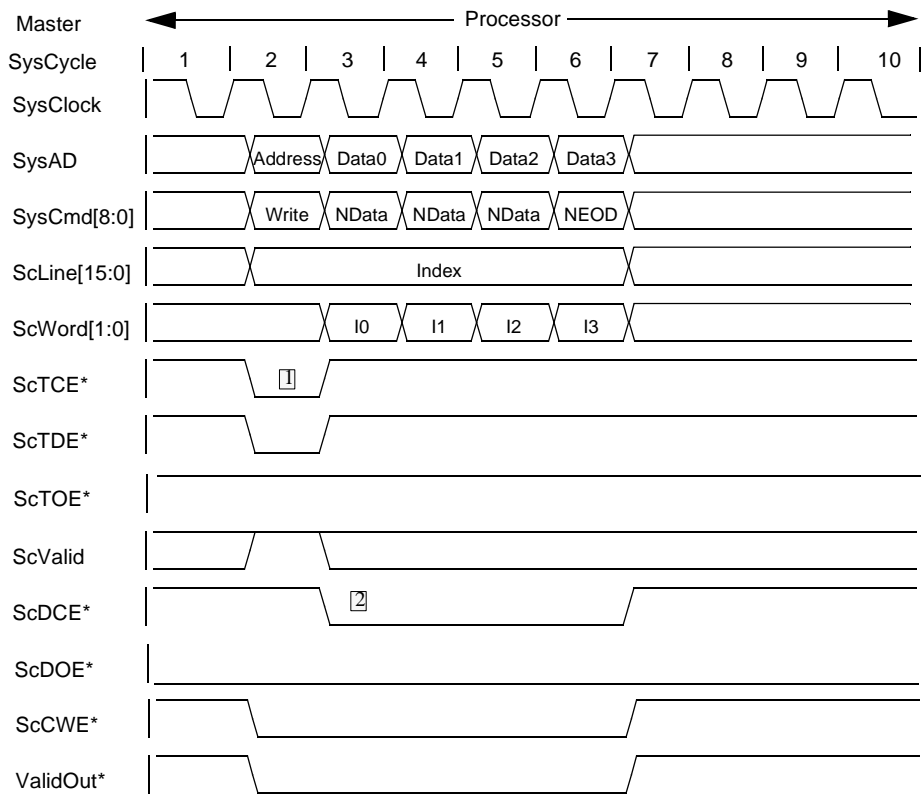 Master Processor
SysCycle 1 2 3 4 5 6 7 8 9 10
SysClock
SysAD Address Data0 Data1 Data2 Data3
SysCmd[8:0] Write NData NData NData NEOD
ScLine[15:0] Index
ScWord[1:0] I0 I1 I2 I3
ScTCE* 1
ScTDE*
ScTOE*
ScValid
ScDCE* 2
ScDOE*
ScCWE*
ValidOut*